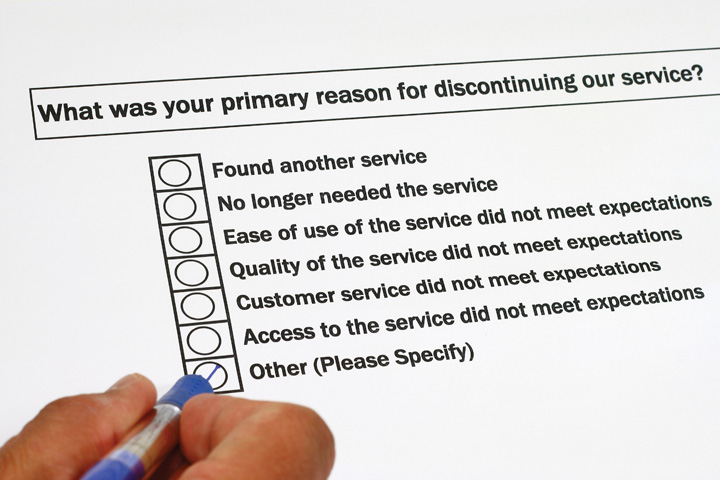 What was your primary reason for discontinuing our service?
Found another service
No longer needed the service
Ease of use of the service did not meet expectations
Quality of the service did not meet expectations
Customer service did not meet expectations
Access to the service did not meet expectations
Other (Please Specify)